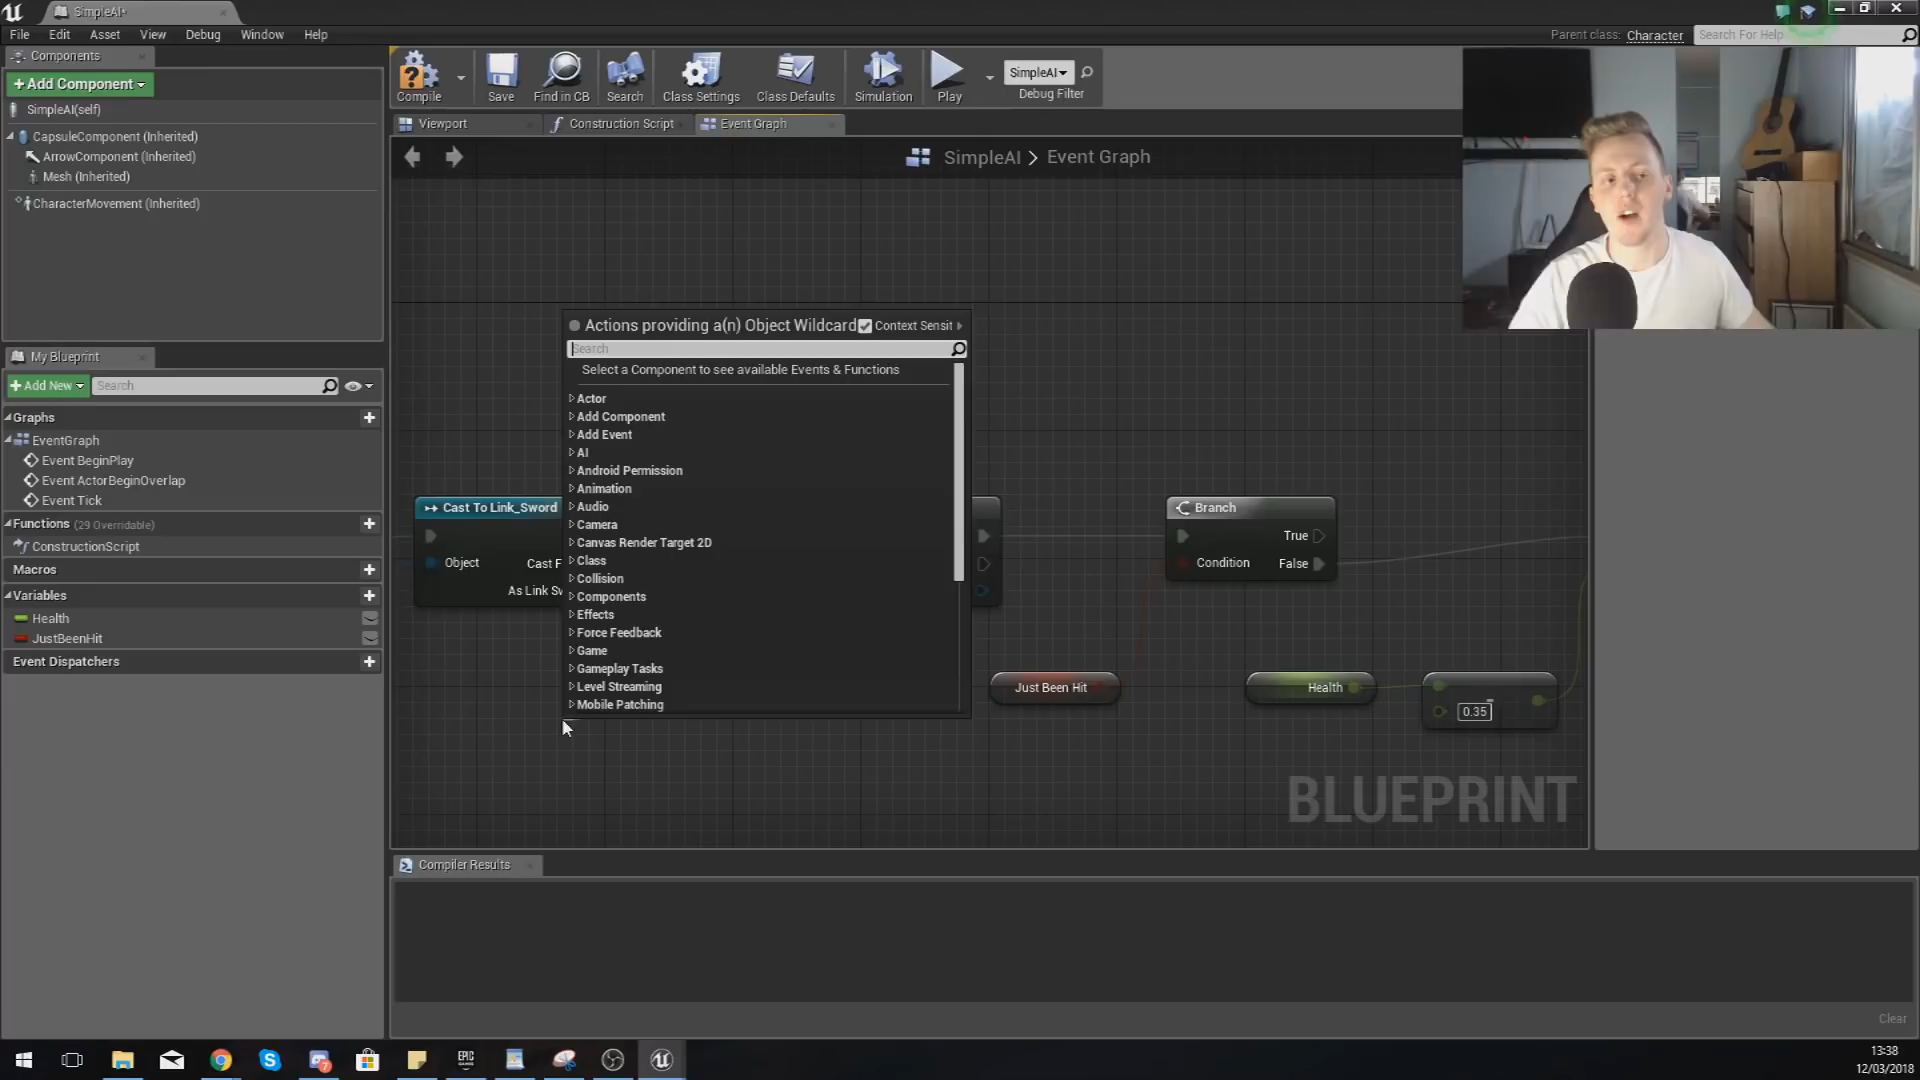 SimpleAI*
File Edit Asset View Debug Window Help
Parent class: Character
Search For Help
Components
+Add Component
SimpleAI(self)
CapsuleComponent (Inherited)
ArrowComponent (Inherited)
Mesh (Inherited)
CharacterMovement (Inherited)
Compile
Save
Find in CB
Search
Class Settings
Class Defaults
Simulation
Play
SimpleAI
Debug Filter
Viewport
Construction Script
Event Graph
SimpleAI > Event Graph
My Blueprint
+Add New
Search
Graphs
EventGraph
Event BeginPlay
Event ActorBeginOverlap
Event Tick
Functions (29 Overridable)
ConstructionScript
Macros
Variables
Health
JustBeenHit
Event Dispatchers
Actions providing a(n) Object Wildcard
Context Sensit
Search
Select a Component to see available Events & Functions
Actor
Add Component
Add Event
AI
Android Permission
Animation
Audio
Camera
Canvas Render Target 2D
Class
Collision
Components
Effects
Force Feedback
Game
Gameplay Tasks
Level Streaming
Mobile Patching
Cast To Link_Sword
Object
Cast F
As Link Sw
Branch
True
Condition
False
Just Been Hit
Health
0.35
BLUEPRINT
Compiler Results
Clear
EPIC
GAMES
7
13:38
12/03/2018